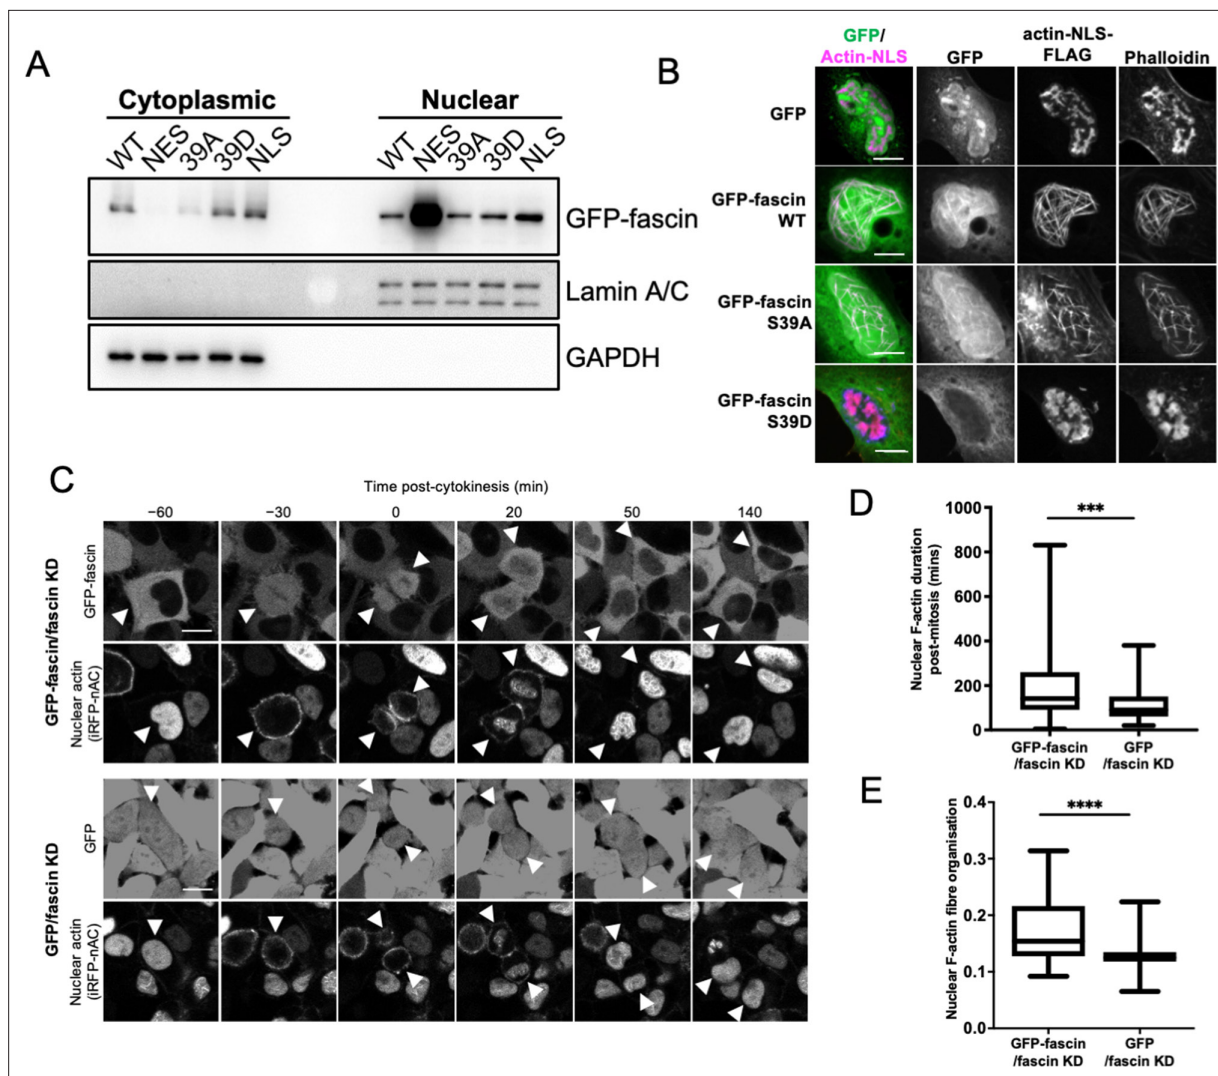 A
Cytoplasmic Nuclear
WT NES 39A 39D NLS WT NES 39A 39D NLS
GFP-fascin
Lamin A/C
GAPDH
B
GFP/
Actin-NLS
GFP
actin-NLS-
FLAG
Phalloidin
GFP
GFP-fascin
WT
GFP-fascin
S39A
GFP-fascin
S39D
C
Time post-cytokinesis (min)
−60 −30 0 20 50 140
GFP-fascin/fascin KD
GFP-fascin
Nuclear actin
(iRFP-nAC)
GFP/fascin KD
GFP
Nuclear actin
(iRFP-nAC)
D
Nuclear F-actin duration
post-mitosis (mins)
1000
800
600
400
200
0
***
GFP-fascin
/fascin KD
GFP
/fascin KD
E
Nuclear F-actin fibre organisation
0.4
0.3
0.2
0.1
0.0
****
GFP-fascin
/fascin KD
GFP
/fascin KD